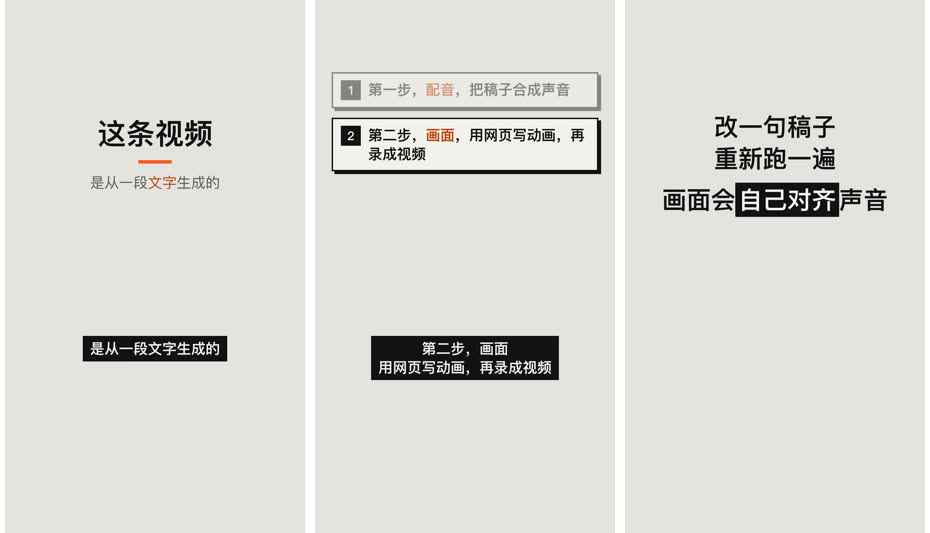 这条视频
是从一段文字生成的
是从一段文字生成的
1 第一步，配音，把稿子合成声音
2 第二步，画面，用网页写动画，再
录成视频
第二步，画面
用网页写动画，再录成视频
改一句稿子
重新跑一遍
画面会自己对齐声音